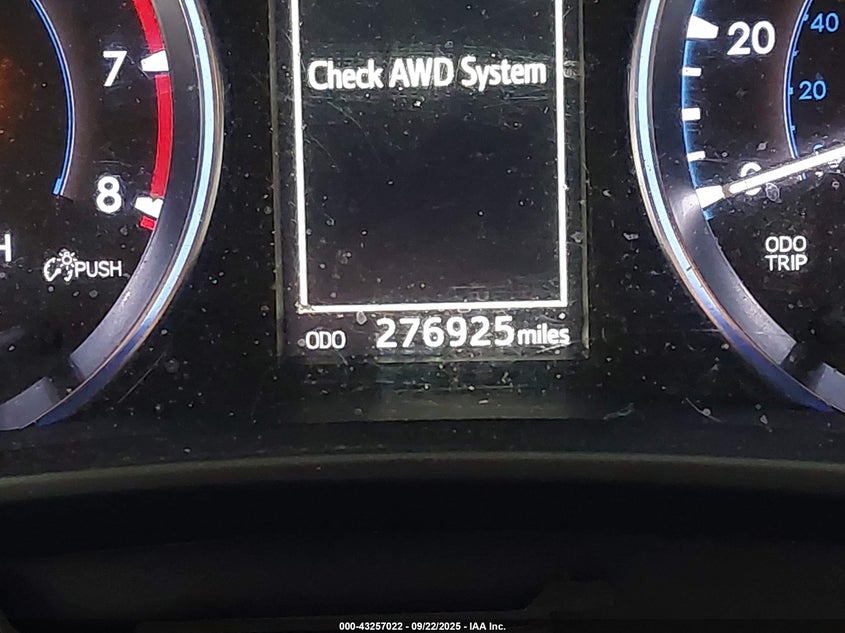 7
8
PUSH
Check AWD System
ODO 276925 miles
20
40
20
0
ODO
TRIP
000-43257022 - 09/22/2025 - IAA Inc.